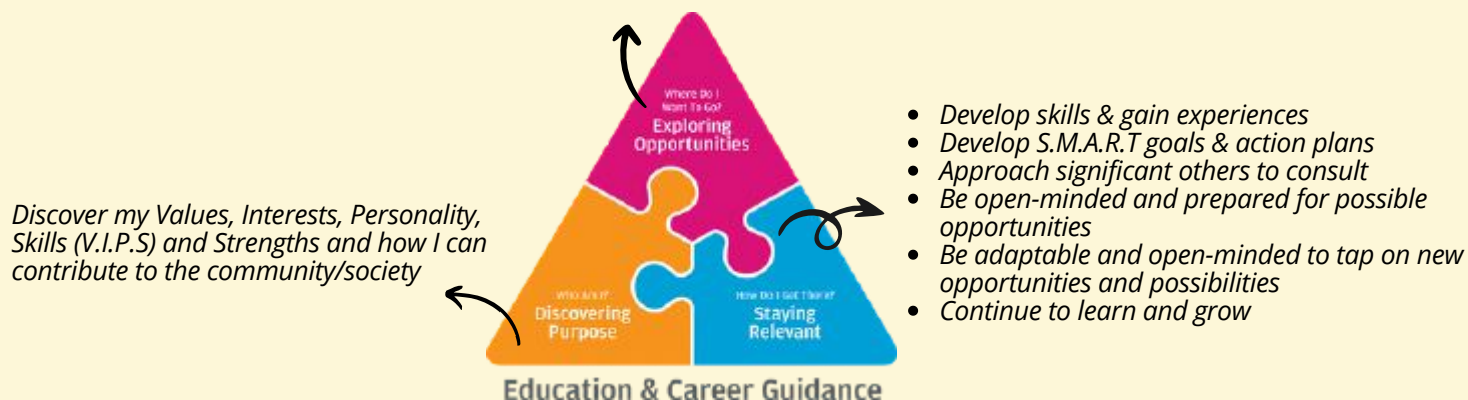 Where Do I
Want To Go?
Exploring
Opportunities
Discover my Values, Interests, Personality,
Skills (V.I.P.S) and Strengths and how I can
contribute to the community/society
Who Am I?
Discovering
Purpose
How Do I Get There?
Staying
Relevant
• Develop skills & gain experiences
• Develop S.M.A.R.T goals & action plans
• Approach significant others to consult
• Be open-minded and prepared for possible
opportunities
• Be adaptable and open-minded to tap on new
opportunities and possibilities
• Continue to learn and grow
Education & Career Guidance